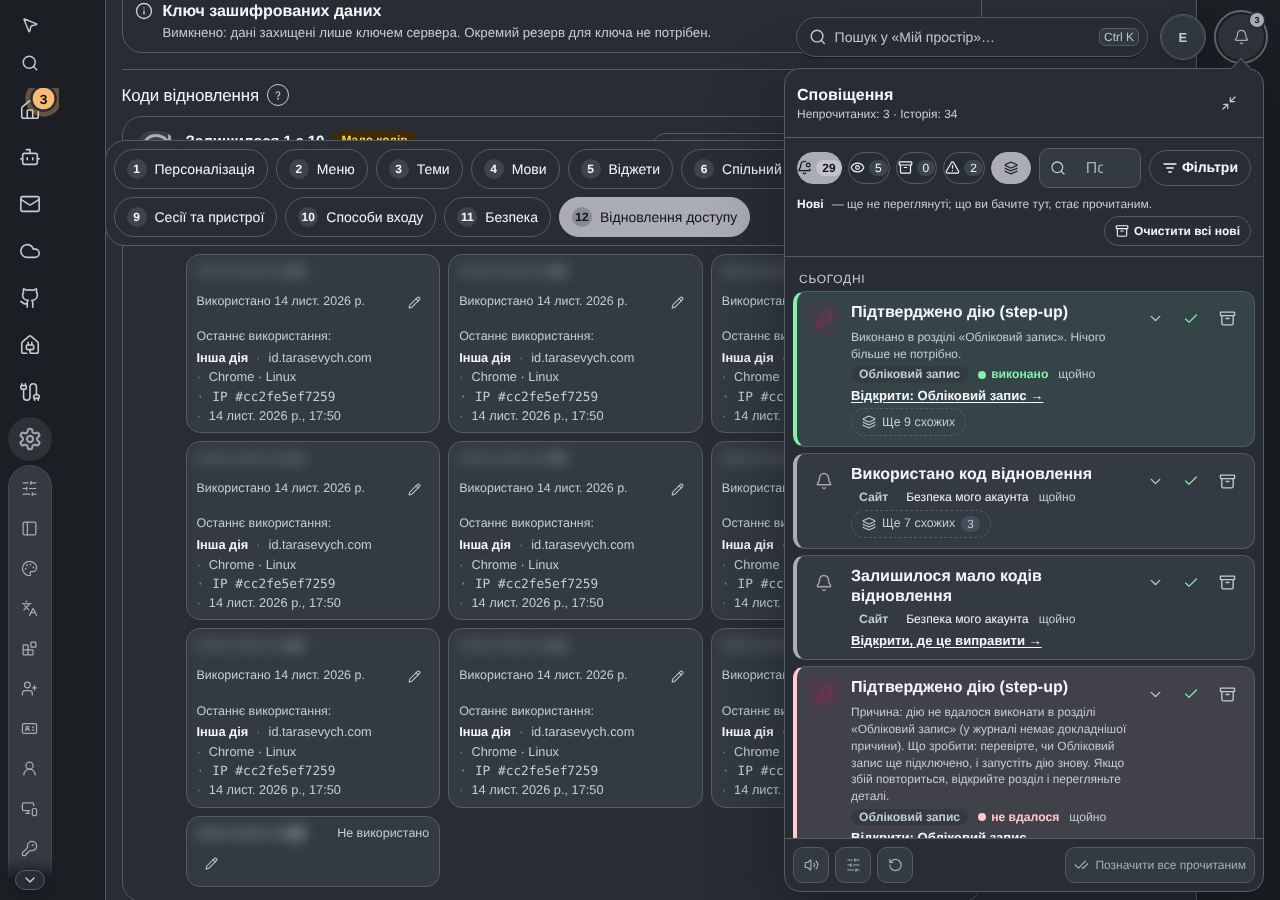 Ключ зашифрованих даних
Вимкнено: дані захищені лише ключем сервера. Окремий резерв для ключа не потрібен.
Пошук у «Мій простір»…
Ctrl K
E
3
3
Коди відновлення
?
1 Персоналізація
2 Меню
3 Теми
4 Мови
5 Віджети
6 Спільний
9 Сесії та пристрої
10 Способи входу
11 Безпека
12 Відновлення доступу
Використано 14 лист. 2026 р.
Останнє використання:
Інша дія · id.tarasevych.com
· Chrome · Linux
· IP #cc2fe5ef7259
· 14 лист. 2026 р., 17:50
Використано 14 лист. 2026 р.
Останнє використання:
Інша дія · id.tarasevych.com
· Chrome · Linux
· IP #cc2fe5ef7259
· 14 лист. 2026 р., 17:50
Використано 14 лист. 2026 р.
Останнє використання:
Інша дія · id.tarasevych.com
· Chrome · Linux
· IP #cc2fe5ef7259
· 14 лист. 2026 р., 17:50
Використано 14 лист. 2026 р.
Останнє використання:
Інша дія · id.tarasevych.com
· Chrome · Linux
· IP #cc2fe5ef7259
· 14 лист. 2026 р., 17:50
Використано 14 лист. 2026 р.
Останнє використання:
Інша дія · id.tarasevych.com
· Chrome · Linux
· IP #cc2fe5ef7259
· 14 лист. 2026 р., 17:50
Використано 14 лист. 2026 р.
Останнє використання:
Інша дія · id.tarasevych.com
· Chrome · Linux
· IP #cc2fe5ef7259
· 14 лист. 2026 р., 17:50
Не використано
Сповіщення
Непрочитаних: 3 · Історія: 34
29
5
0
2
Фільтри
Нові — ще не переглянуті; що ви бачите тут, стає прочитаним.
Очистити всі нові
СЬОГОДНІ
Підтверджено дію (step-up)
Виконано в розділі «Обліковий запис». Нічого
більше не потрібно.
Обліковий запис виконано щойно
Відкрити: Обліковий запис →
Ще 9 схожих
Використано код відновлення
Сайт Безпека мого акаунта щойно
Ще 7 схожих 3
Залишилося мало кодів
відновлення
Сайт Безпека мого акаунта щойно
Відкрити, де це виправити →
Підтверджено дію (step-up)
Причина: дію не вдалося виконати в розділі
«Обліковий запис» (у журналі немає докладнішої
причини). Що зробити: перевірте, чи Обліковий
запис ще підключено, і запустіть дію знову. Якщо
збій повториться, відкрийте розділ і перегляньте
деталі.
Обліковий запис не вдалося щойно
Відкрити: Обліковий запис
Позначити все прочитаним